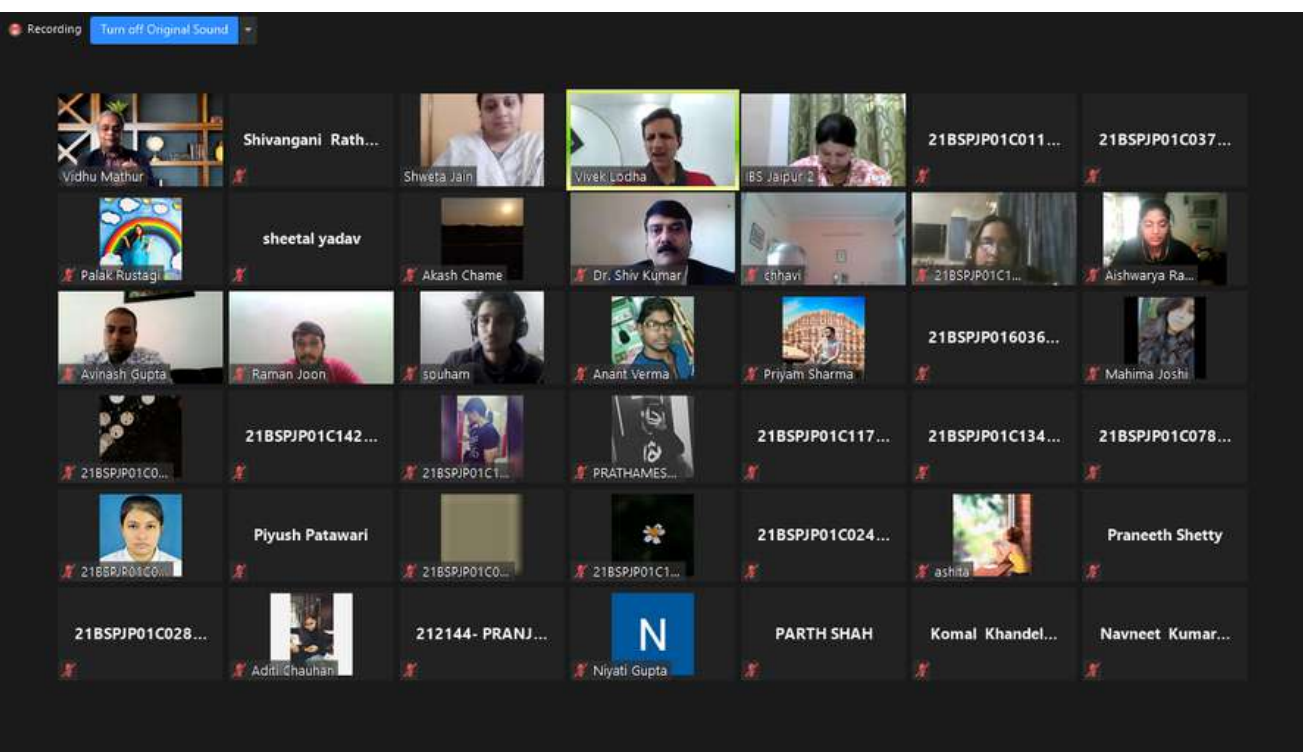 Recording
Turn off Original Sound
Vidhu Mathur
Shivangani Rath...
Shweta Jain
Vivek Lodha
IBS Jaipur 2
21BSPJP01C011...
21BSPJP01C037...
Palak Rustagi
sheetal yadav
Akash Chame
Dr. Shiv Kumar
chhavi
21BSPJP01C1...
Aishwarya Ra...
Avinash Gupta
Raman Joon
souham
Anant Verma
Priyam Sharma
21BSPJP016036...
Mahima Joshi
21BSPJP01C0...
21BSPJP01C142...
21BSPJP01C1...
PRATHAMES...
21BSPJP01C117...
21BSPJP01C134...
21BSPJP01C078...
21BSPJP01C0...
Piyush Patawari
21BSPJP01C0...
21BSPJP01C1...
21BSPJP01C024...
ashita
Praneeth Shetty
21BSPJP01C028...
Aditi Chauhan
212144- PRANJ...
N
Niyati Gupta
PARTH SHAH
Komal Khandel...
Navneet Kumar...